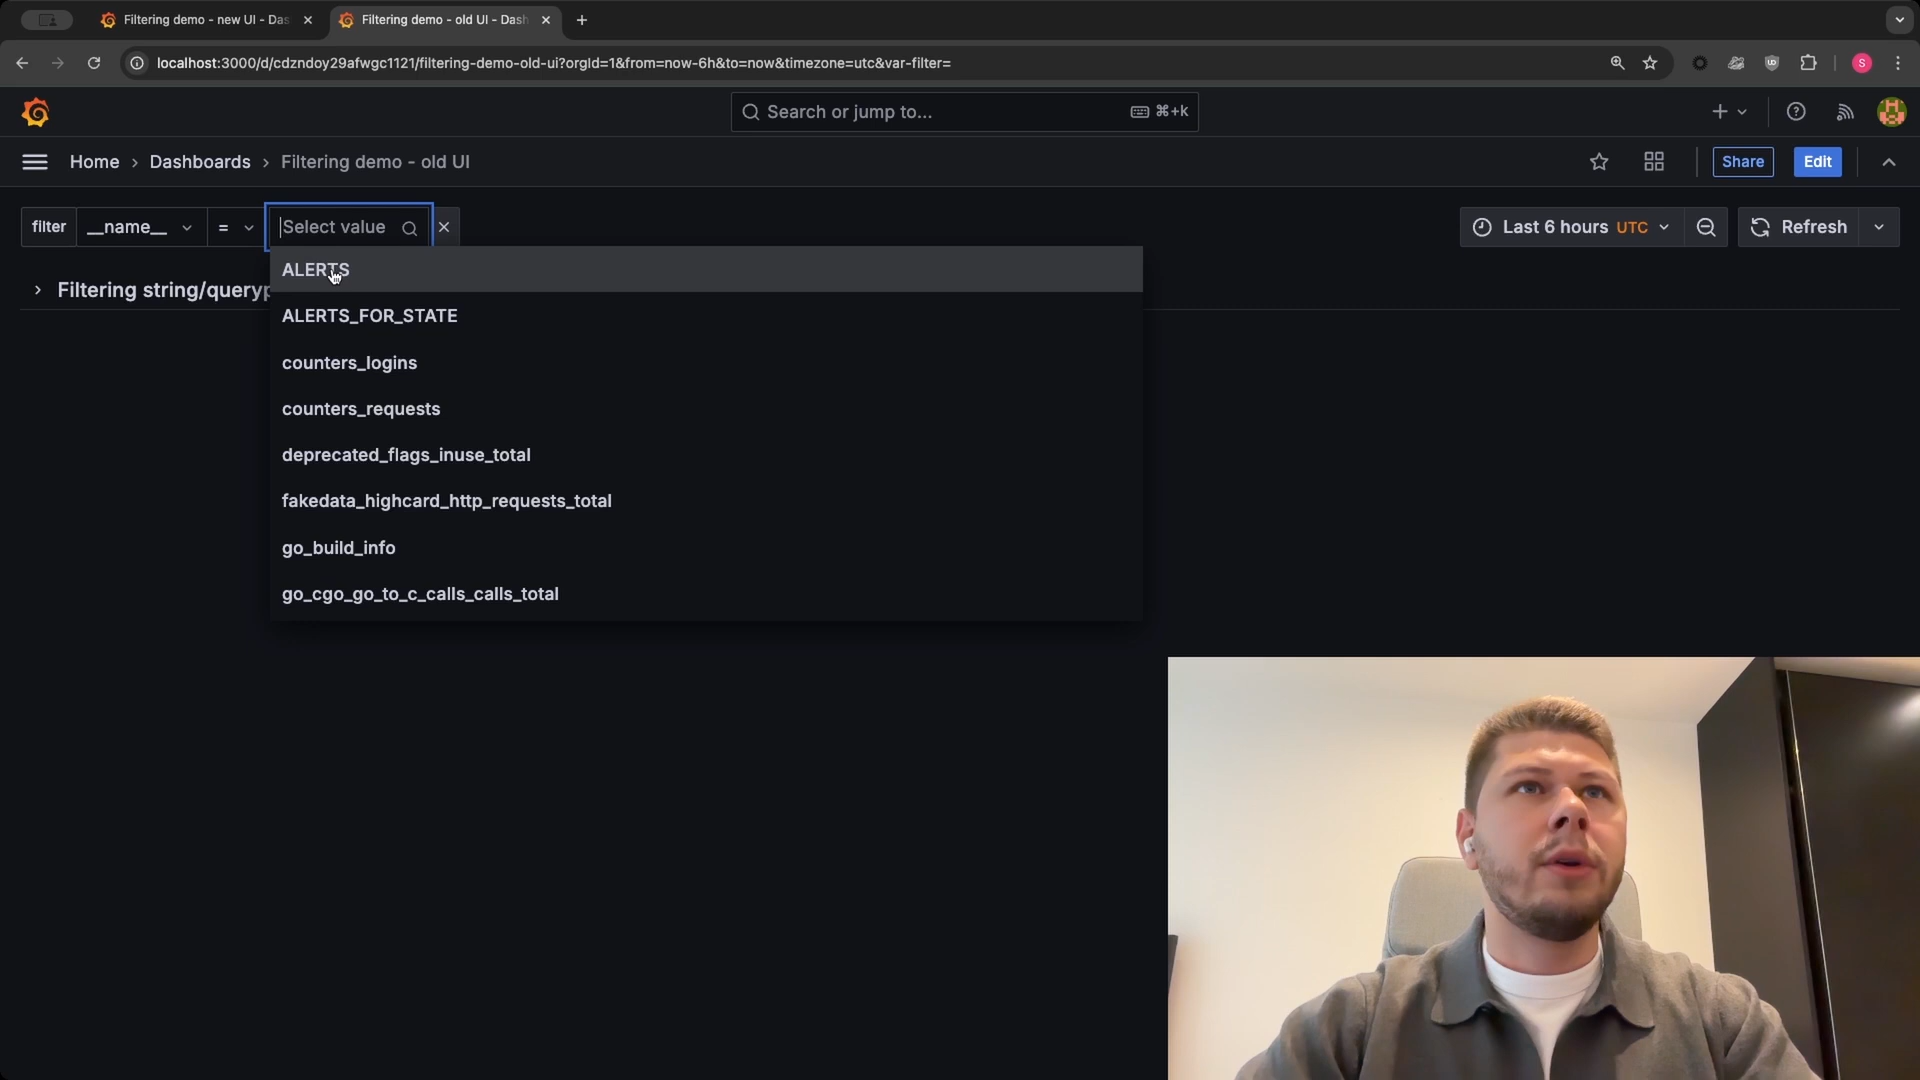 Filtering demo - new UI - Das
Filtering demo - old UI - Dash
localhost:3000/d/cdzndoy29afwgc1121/filtering-demo-old-ui?orgId=1&from=now-6h&to=now&timezone=utc&var-filter=
S
Search or jump to... ⌘+k
Home › Dashboards › Filtering demo - old UI
Share
Edit
filter __name__ = Select value
Last 6 hours UTC
Refresh
ALERTS
Filtering string/queryp
ALERTS_FOR_STATE
counters_logins
counters_requests
deprecated_flags_inuse_total
fakedata_highcard_http_requests_total
go_build_info
go_cgo_go_to_c_calls_calls_total